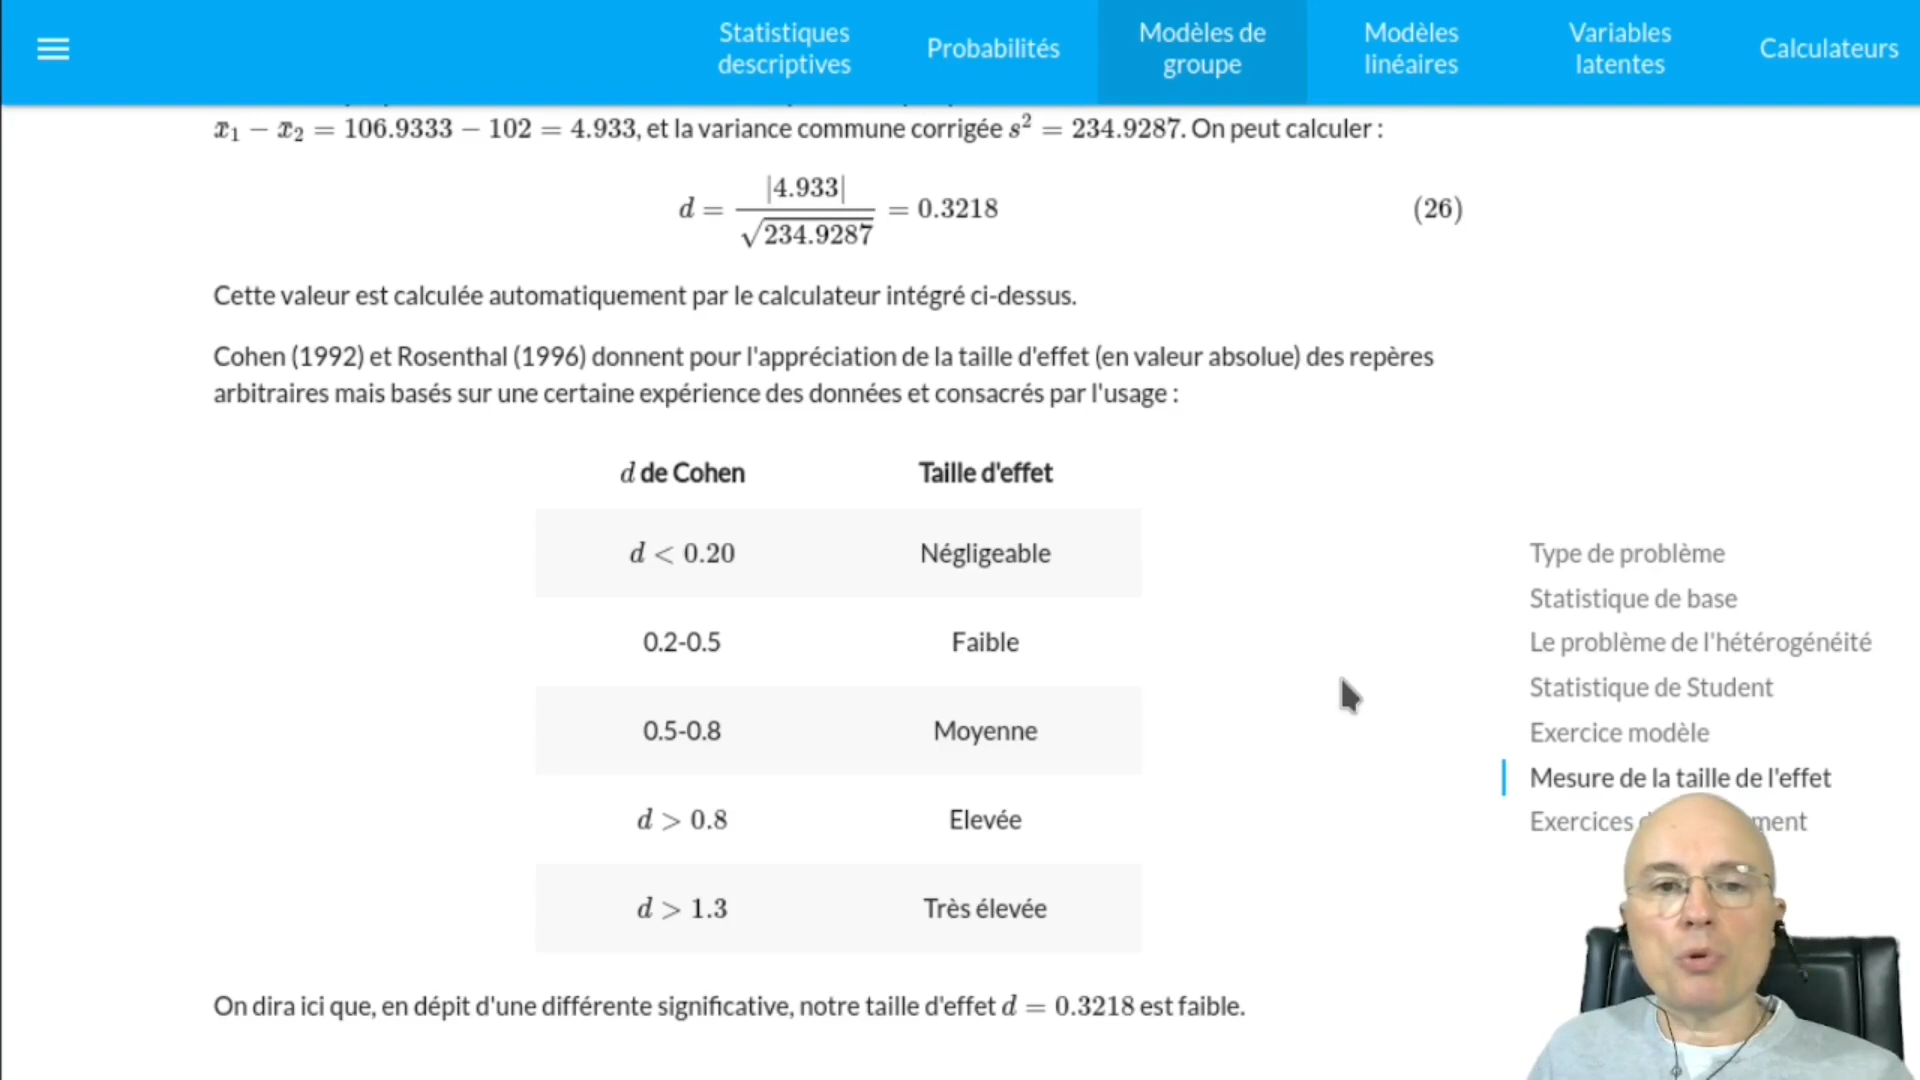 Statistiques descriptives
Probabilités
Modèles de groupe
Modèles linéaires
Variables latentes
Calculateurs
x̄₁ − x̄₂ = 106.9333 − 102 = 4.933, et la variance commune corrigée s² = 234.9287. On peut calculer :
d = |4.933| / √234.9287 = 0.3218 (26)
Cette valeur est calculée automatiquement par le calculateur intégré ci-dessus.
Cohen (1992) et Rosenthal (1996) donnent pour l'appréciation de la taille d'effet (en valeur absolue) des repères
arbitraires mais basés sur une certaine expérience des données et consacrés par l'usage :
d de Cohen Taille d'effet
d < 0.20 Négligeable
0.2-0.5 Faible
0.5-0.8 Moyenne
d > 0.8 Elevée
d > 1.3 Très élevée
On dira ici que, en dépit d'une différente significative, notre taille d'effet d = 0.3218 est faible.
Type de problème
Statistique de base
Le problème de l'hétérogénéité
Statistique de Student
Exercice modèle
Mesure de la taille de l'effet
Exercices